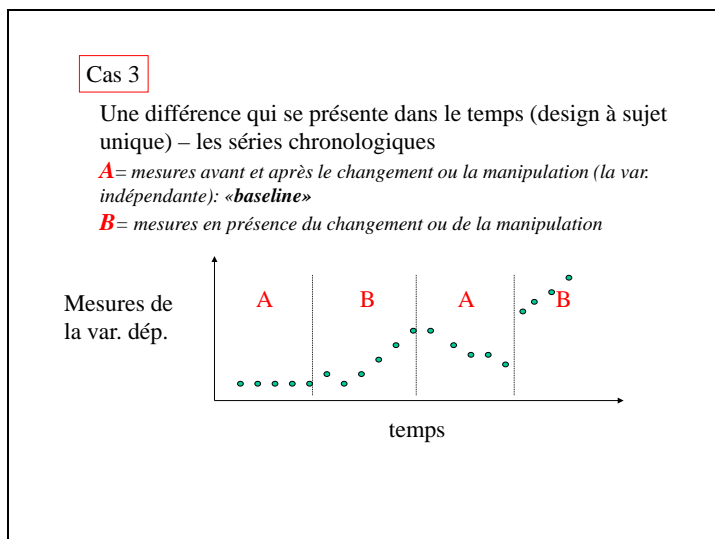 Cas 3
Une différence qui se présente dans le temps (design à sujet
unique) – les séries chronologiques
A= mesures avant et après le changement ou la manipulation (la var.
indépendante): «baseline»
B= mesures en présence du changement ou de la manipulation
Mesures de
la var. dép.
A B A B
temps